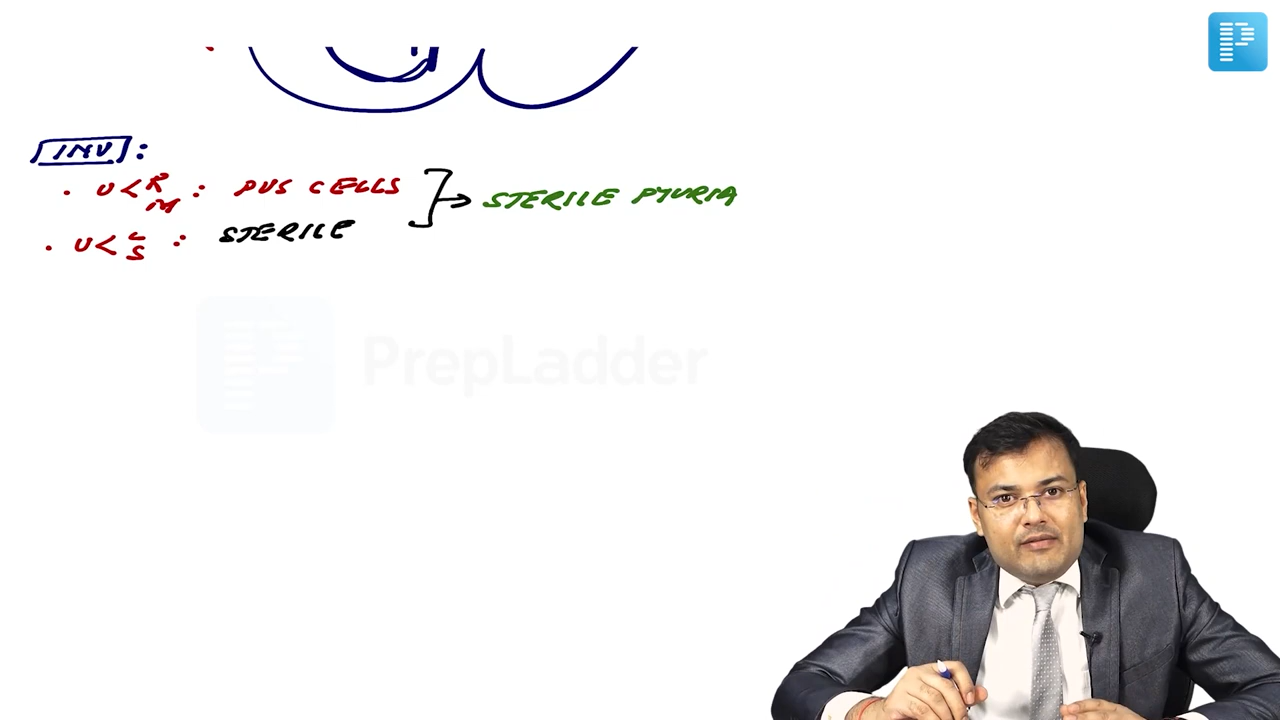 INV :
. U < R M : PUS CELLS
. U < C S : STERILE
→ STERILE PYURIA
PrepLadder